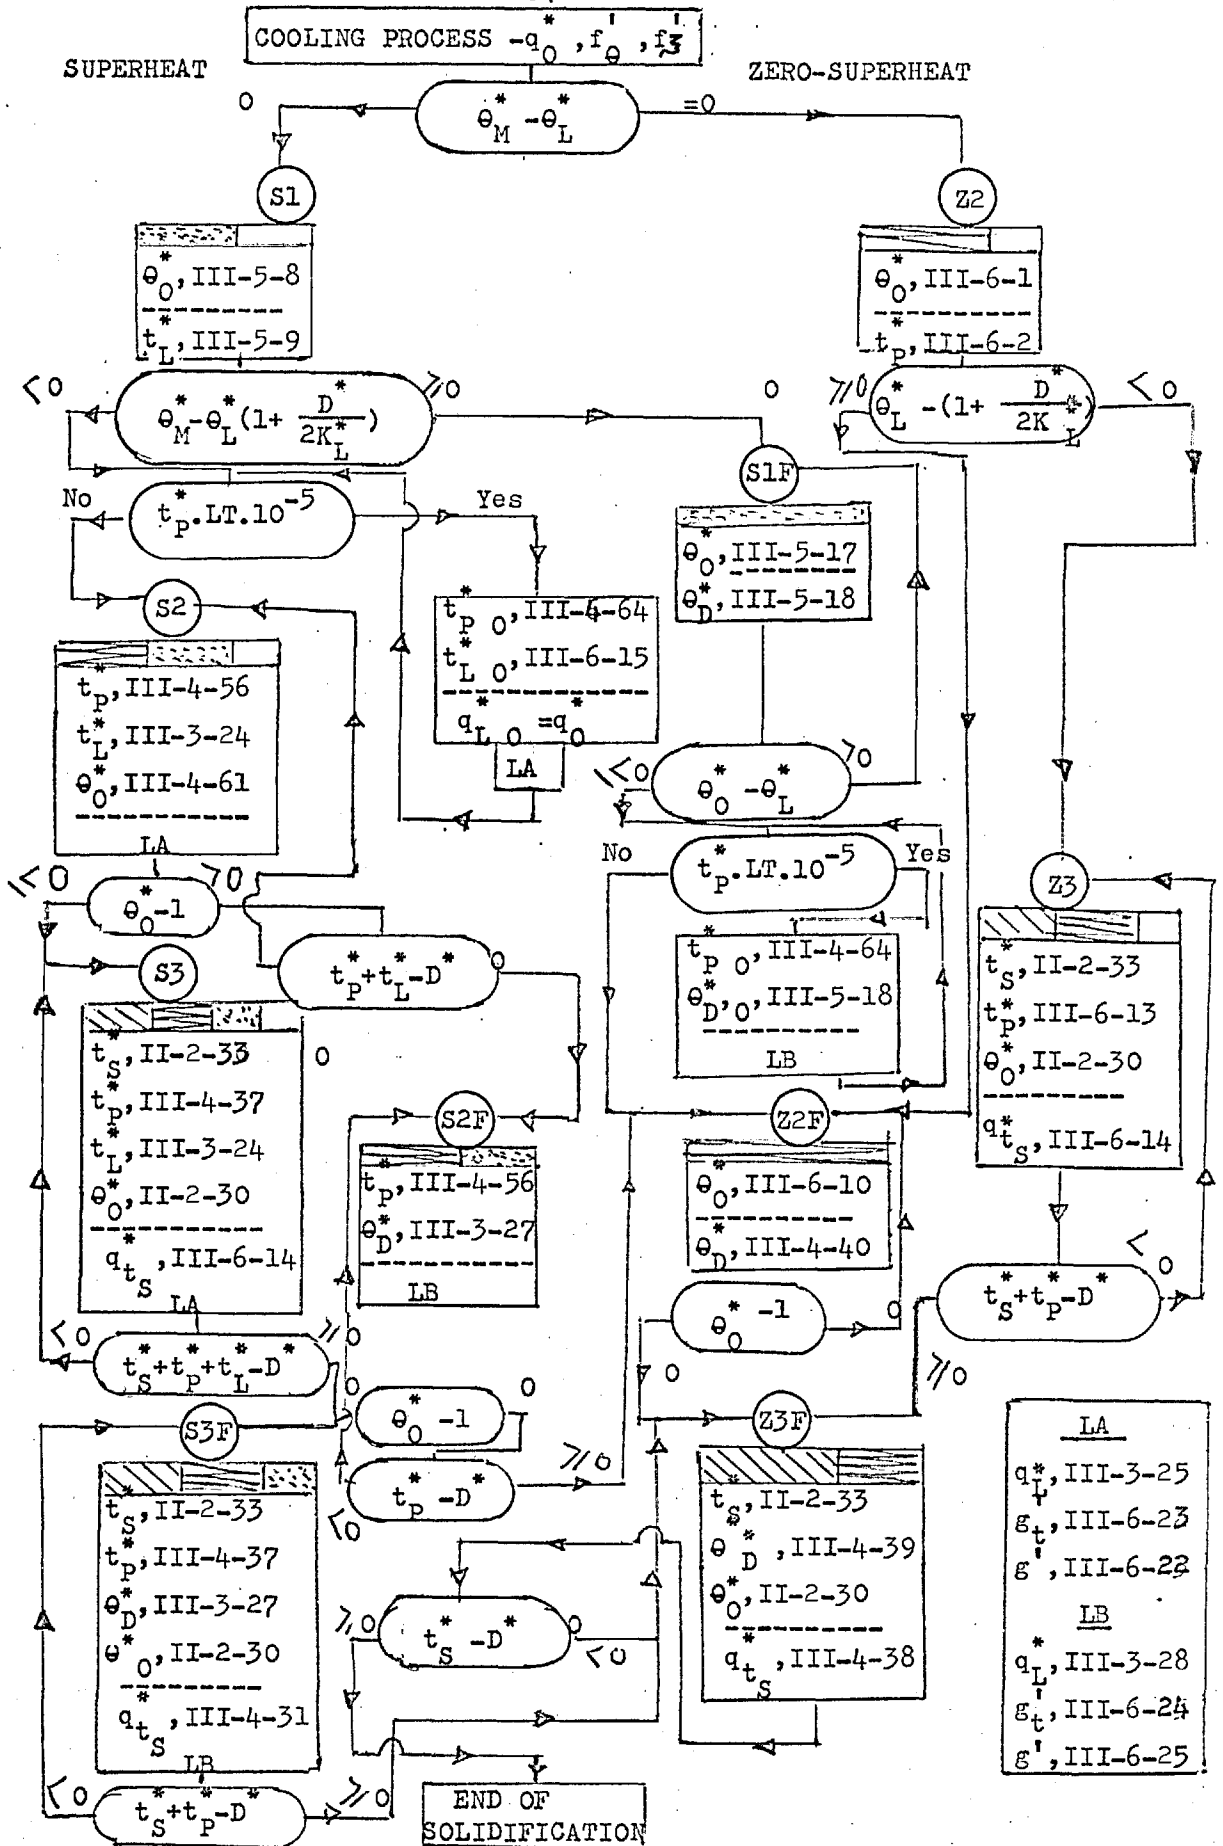 COOLING PROCESS -q*0, f'θ, f'ξ
SUPERHEAT
ZERO-SUPERHEAT
0
θ*M -θ*L
=0
S1
Z2
θ*0, III-5-8
t*L, III-5-9
θ*0, III-6-1
t*P, III-6-2
<0
θ*M-θ*L(1+ D*/2K*L)
⩾0
0
⩾0
θ*L -(1+ D*/2K*L)
<0
S1F
No
t*P.LT.10-5
Yes
θ*0, III-5-17
θ*D, III-5-18
S2
t*P 0, III-4-64
t*L 0, III-6-15
q*L 0 =q*0
LA
t*P, III-4-56
t*L, III-3-24
θ*0, III-4-61
LA
⩽0
θ*0 -θ*L
⩾0
No
t*P.LT.10-5
Yes
⩽0
θ*0-1
⩾0
Z3
S3
t*P+t*L-D*
0
t*P 0, III-4-64
θ*D,0, III-5-18
LB
t*S, II-2-33
t*P, III-6-13
θ*0, II-2-30
q*tS, III-6-14
t*S, II-2-33
t*P, III-4-37
t*L, III-3-24
θ*0, II-2-30
q*tS, III-6-14
LA
0
S2F
Z2F
t*P, III-4-56
θ*D, III-3-27
LB
θ*0, III-6-10
θ*D, III-4-40
<0
t*S+t*P-D*
θ*0 -1
0
0
⩾0
<0
t*S+t*P+t*L-D*
⩾0
0
θ*0 -1
0
S3F
Z3F
t*P -D*
⩾0
<0
t*S, II-2-33
t*P, III-4-37
θ*D, III-3-27
θ*0, II-2-30
q*tS, III-4-31
LB
t*S, II-2-33
θ*D, III-4-39
θ*0, II-2-30
q*tS, III-4-38
⩾0
t*S -D*
0
<0
LA
q*L, III-3-25
g't, III-6-23
g', III-6-22
LB
q*L, III-3-28
g't, III-6-24
g', III-6-25
<0
t*S+t*P-D*
⩾0
END OF
SOLIDIFICATION